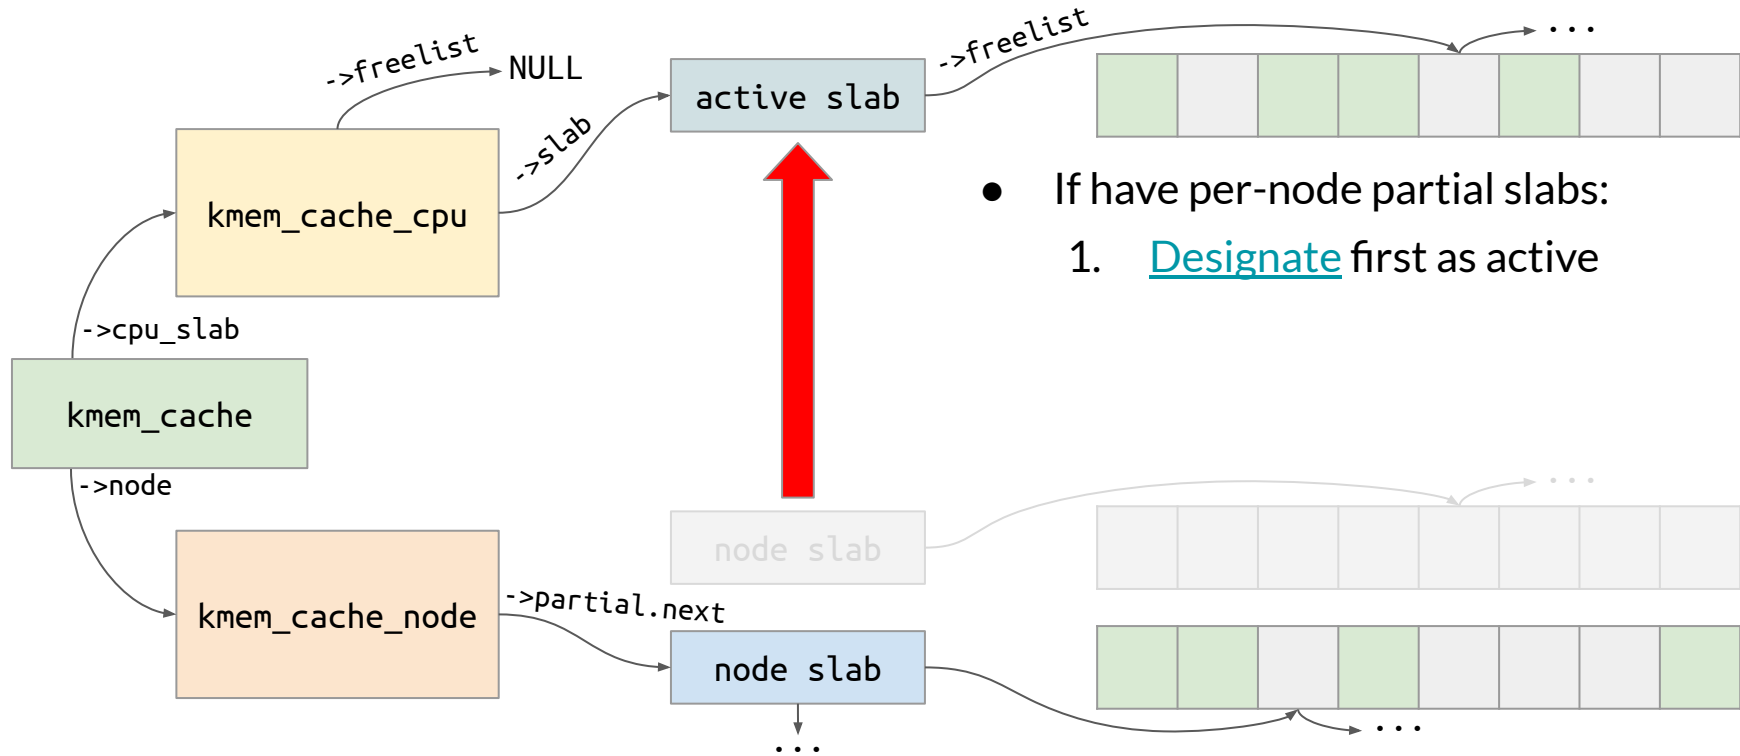 ->freelist
NULL
->slab
active slab
->freelist
...
kmem_cache_cpu
● If have per-node partial slabs:
1. Designate first as active
->cpu_slab
kmem_cache
->node
node slab
...
kmem_cache_node
->partial.next
node slab
...
...